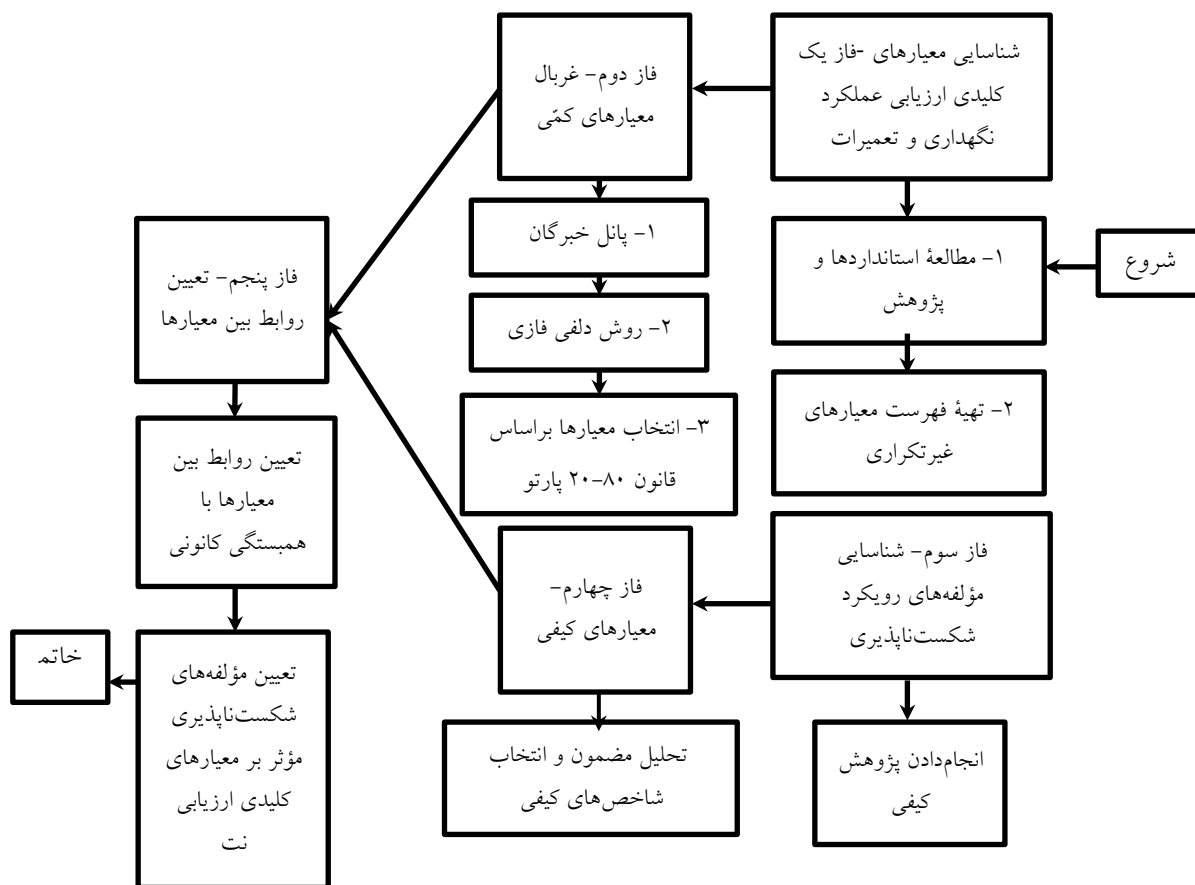 شناسایی معیارهای -فاز یک
کلیدی ارزیابی عملکرد
نگهداری و تعمیرات
شروع
۱- مطالعهٔ استانداردها و
پژوهش
۲- تهیهٔ فهرست معیارهای
غیرتکراری
فاز دوم- غربال
معیارهای کمّی
۱- پانل خبرگان
۲- روش دلفی فازی
۳- انتخاب معیارها براساس
قانون ۸۰-۲۰ پارتو
فاز سوم- شناسایی
مؤلفه‌های رویکرد
شکست‌ناپذیری
انجام‌دادن پژوهش
کیفی
فاز چهارم-
معیارهای کیفی
تحلیل مضمون و انتخاب
شاخص‌های کیفی
فاز پنجم- تعیین
روابط بین معیارها
تعیین روابط بین
معیارها با
همبستگی کانونی
تعیین مؤلفه‌های
شکست‌ناپذیری
مؤثر بر معیارهای
کلیدی ارزیابی
نت
خاتم